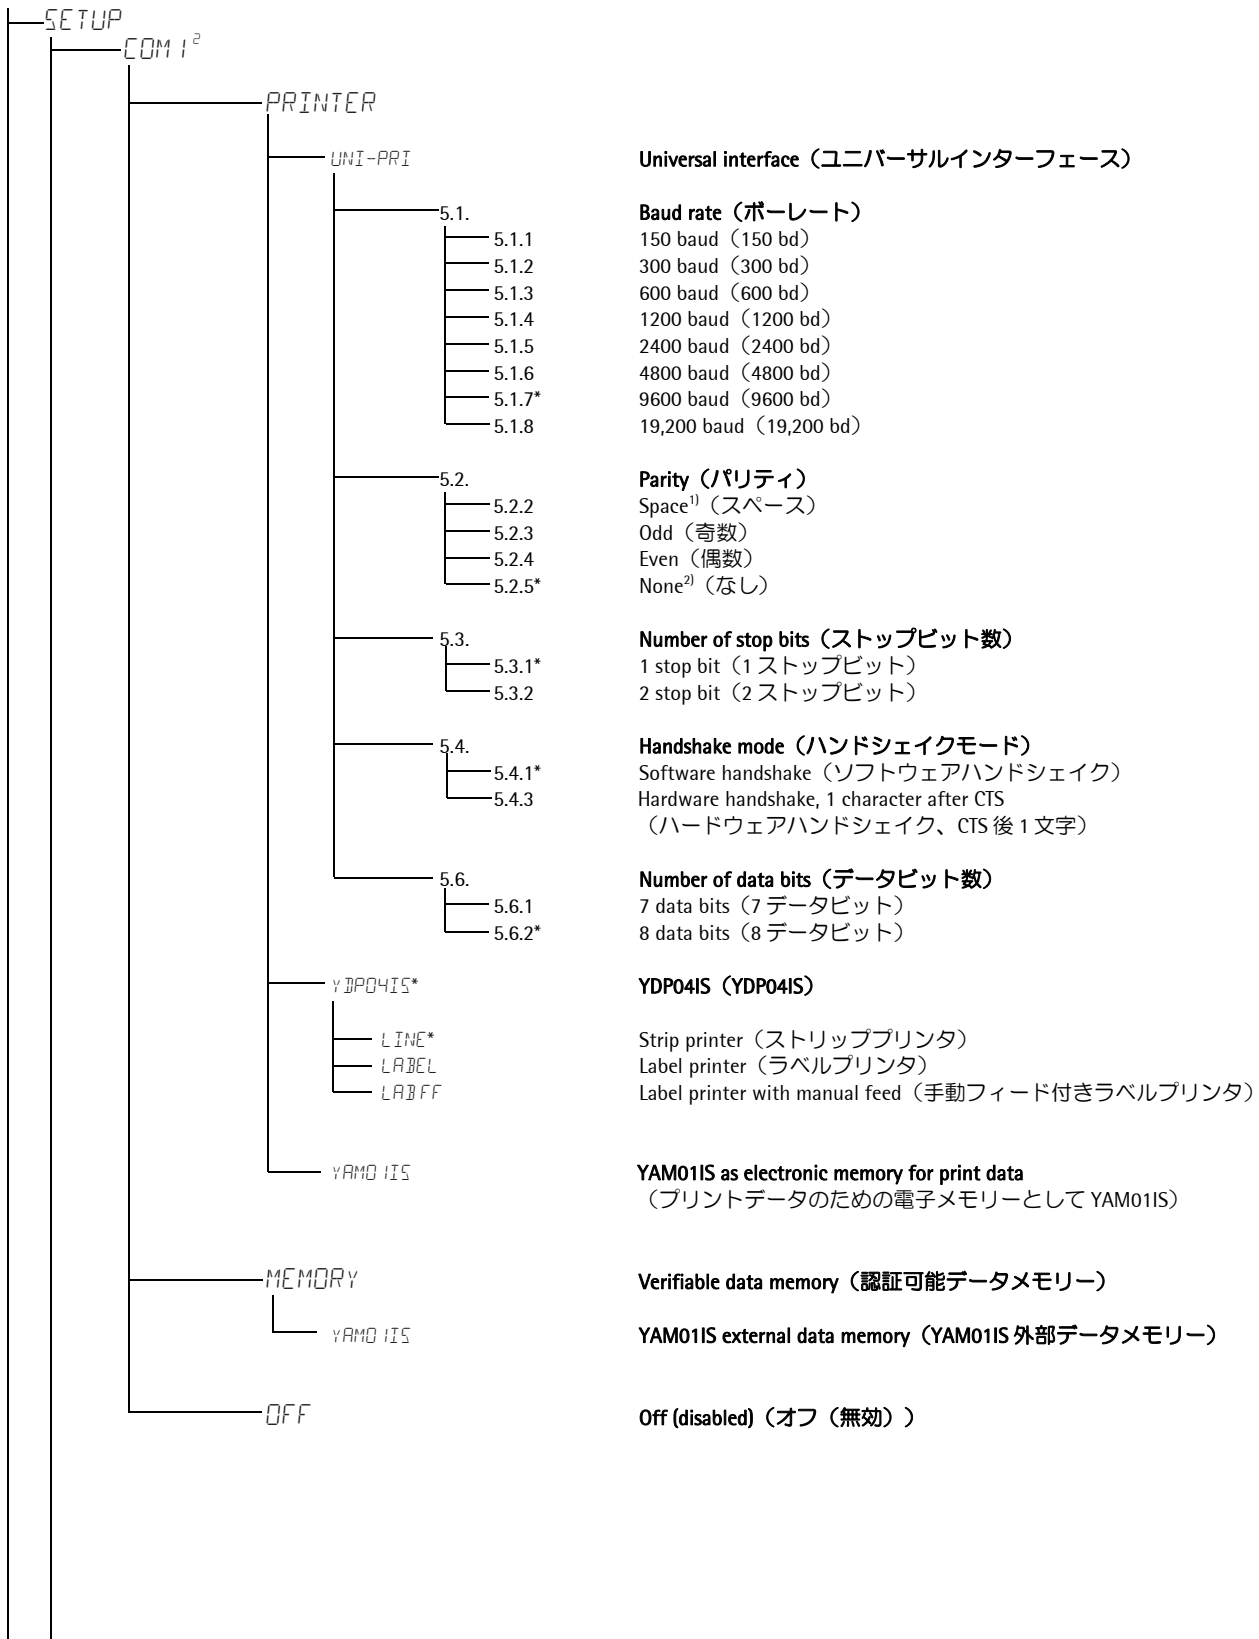 SETUP
COM1²
PRINTER
UNI-PRI Universal interface（ユニバーサルインターフェース）
5.1. Baud rate（ボーレート）
5.1.1 150 baud（150 bd）
5.1.2 300 baud（300 bd）
5.1.3 600 baud（600 bd）
5.1.4 1200 baud（1200 bd）
5.1.5 2400 baud（2400 bd）
5.1.6 4800 baud（4800 bd）
5.1.7* 9600 baud（9600 bd）
5.1.8 19,200 baud（19,200 bd）
5.2. Parity（パリティ）
5.2.2 Space¹⁾（スペース）
5.2.3 Odd（奇数）
5.2.4 Even（偶数）
5.2.5* None²⁾（なし）
5.3. Number of stop bits（ストップビット数）
5.3.1* 1 stop bit（1 ストップビット）
5.3.2 2 stop bit（2 ストップビット）
5.4. Handshake mode（ハンドシェイクモード）
5.4.1* Software handshake（ソフトウェアハンドシェイク）
5.4.3 Hardware handshake, 1 character after CTS
（ハードウェアハンドシェイク、CTS 後 1 文字）
5.6. Number of data bits（データビット数）
5.6.1 7 data bits（7 データビット）
5.6.2* 8 data bits（8 データビット）
YDP04IS* YDP04IS（YDP04IS）
LINE* Strip printer（ストリッププリンタ）
LABEL Label printer（ラベルプリンタ）
LABFF Label printer with manual feed（手動フィード付きラベルプリンタ）
YAM01IS YAM01IS as electronic memory for print data
（プリントデータのための電子メモリーとして YAM01IS）
MEMORY Verifiable data memory（認証可能データメモリー）
YAM01IS YAM01IS external data memory（YAM01IS 外部データメモリー）
OFF Off (disabled)（オフ（無効））